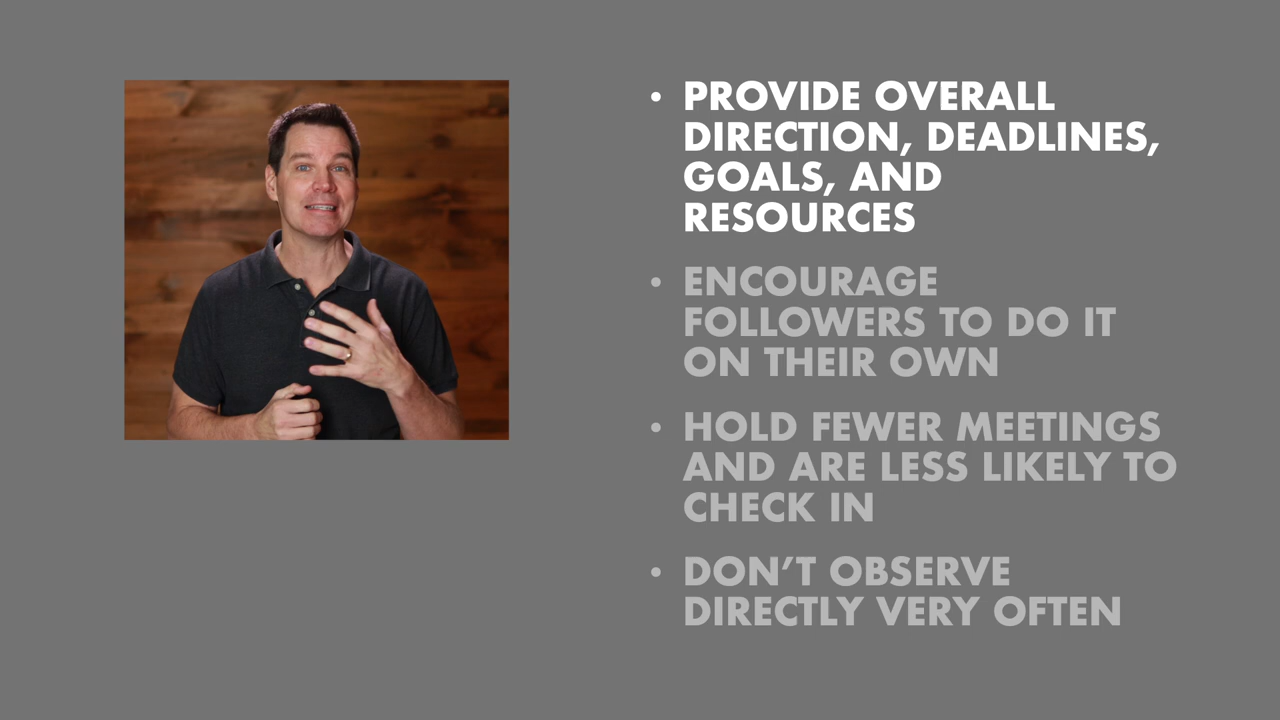 • PROVIDE OVERALL
DIRECTION, DEADLINES,
GOALS, AND
RESOURCES
• ENCOURAGE
FOLLOWERS TO DO IT
ON THEIR OWN
• HOLD FEWER MEETINGS
AND ARE LESS LIKELY TO
CHECK IN
• DON’T OBSERVE
DIRECTLY VERY OFTEN